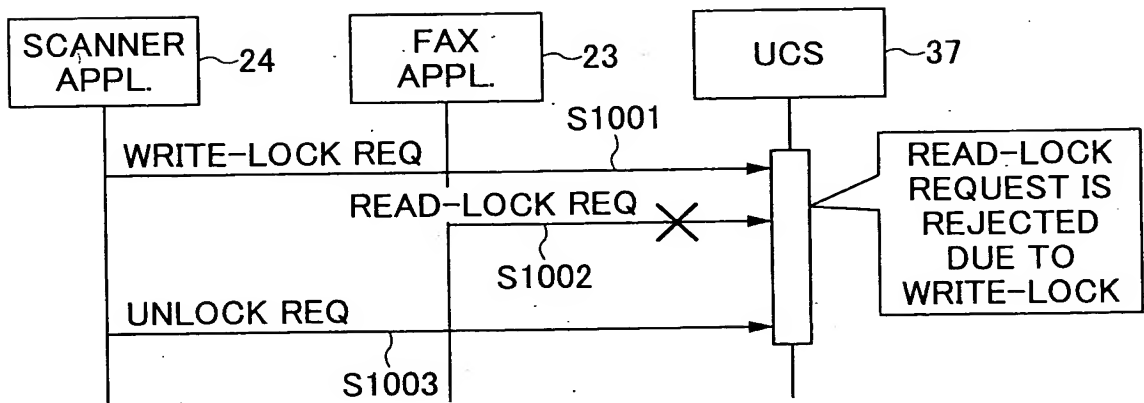 SCANNER
APPL.
24
FAX
APPL.
23
UCS
37
S1001
WRITE-LOCK REQ
READ-LOCK REQ
S1002
UNLOCK REQ
S1003
READ-LOCK
REQUEST IS
REJECTED
DUE TO
WRITE-LOCK